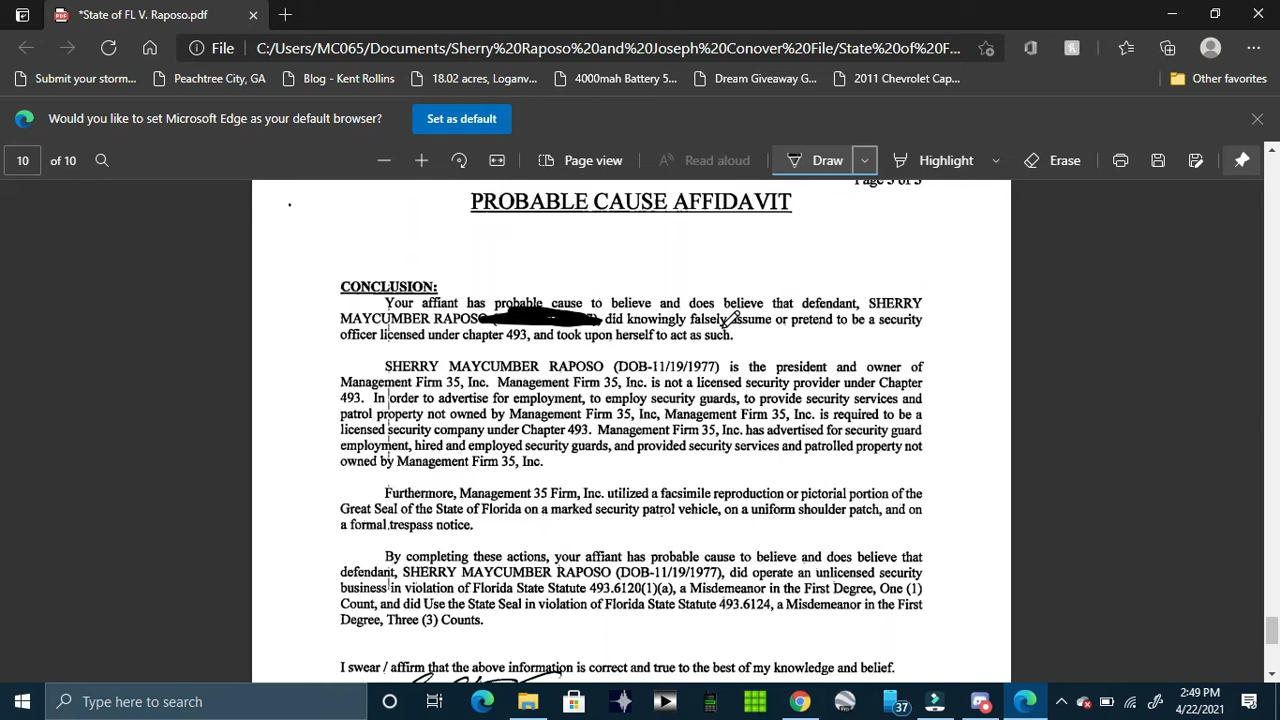 *State of FL V. Raposo.pdf
File C:/Users/MC065/Documents/Sherry%20Raposo%20and%20Joseph%20Conover%20File/State%20of%20F...
Submit your storm... Peachtree City, GA Blog - Kent Rollins 18.02 acres, Loganv... 4000mah Battery 5... Dream Giveaway G... 2011 Chevrolet Cap... Other favorites
Would you like to set Microsoft Edge as your default browser? Set as default
10 of 10 Page view Read aloud Draw Highlight Erase
PROBABLE CAUSE AFFIDAVIT
CONCLUSION:
Your affiant has probable cause to believe and does believe that defendant, SHERRY
MAYCUMBER RAPOSO did knowingly falsely assume or pretend to be a security
officer licensed under chapter 493, and took upon herself to act as such.
SHERRY MAYCUMBER RAPOSO (DOB-11/19/1977) is the president and owner of
Management Firm 35, Inc. Management Firm 35, Inc. is not a licensed security provider under Chapter
493. In order to advertise for employment, to employ security guards, to provide security services and
patrol property not owned by Management Firm 35, Inc, Management Firm 35, Inc. is required to be a
licensed security company under Chapter 493. Management Firm 35, Inc. has advertised for security guard
employment, hired and employed security guards, and provided security services and patrolled property not
owned by Management Firm 35, Inc.
Furthermore, Management 35 Firm, Inc. utilized a facsimile reproduction or pictorial portion of the
Great Seal of the State of Florida on a marked security patrol vehicle, on a uniform shoulder patch, and on
a formal trespass notice.
By completing these actions, your affiant has probable cause to believe and does believe that
defendant, SHERRY MAYCUMBER RAPOSO (DOB-11/19/1977), did operate an unlicensed security
business in violation of Florida State Statute 493.6120(1)(a), a Misdemeanor in the First Degree, One (1)
Count, and did Use the State Seal in violation of Florida State Statute 493.6124, a Misdemeanor in the First
Degree, Three (3) Counts.
I swear / affirm that the above information is correct and true to the best of my knowledge and belief.
Type here to search
37
2:49 PM
4/22/2021